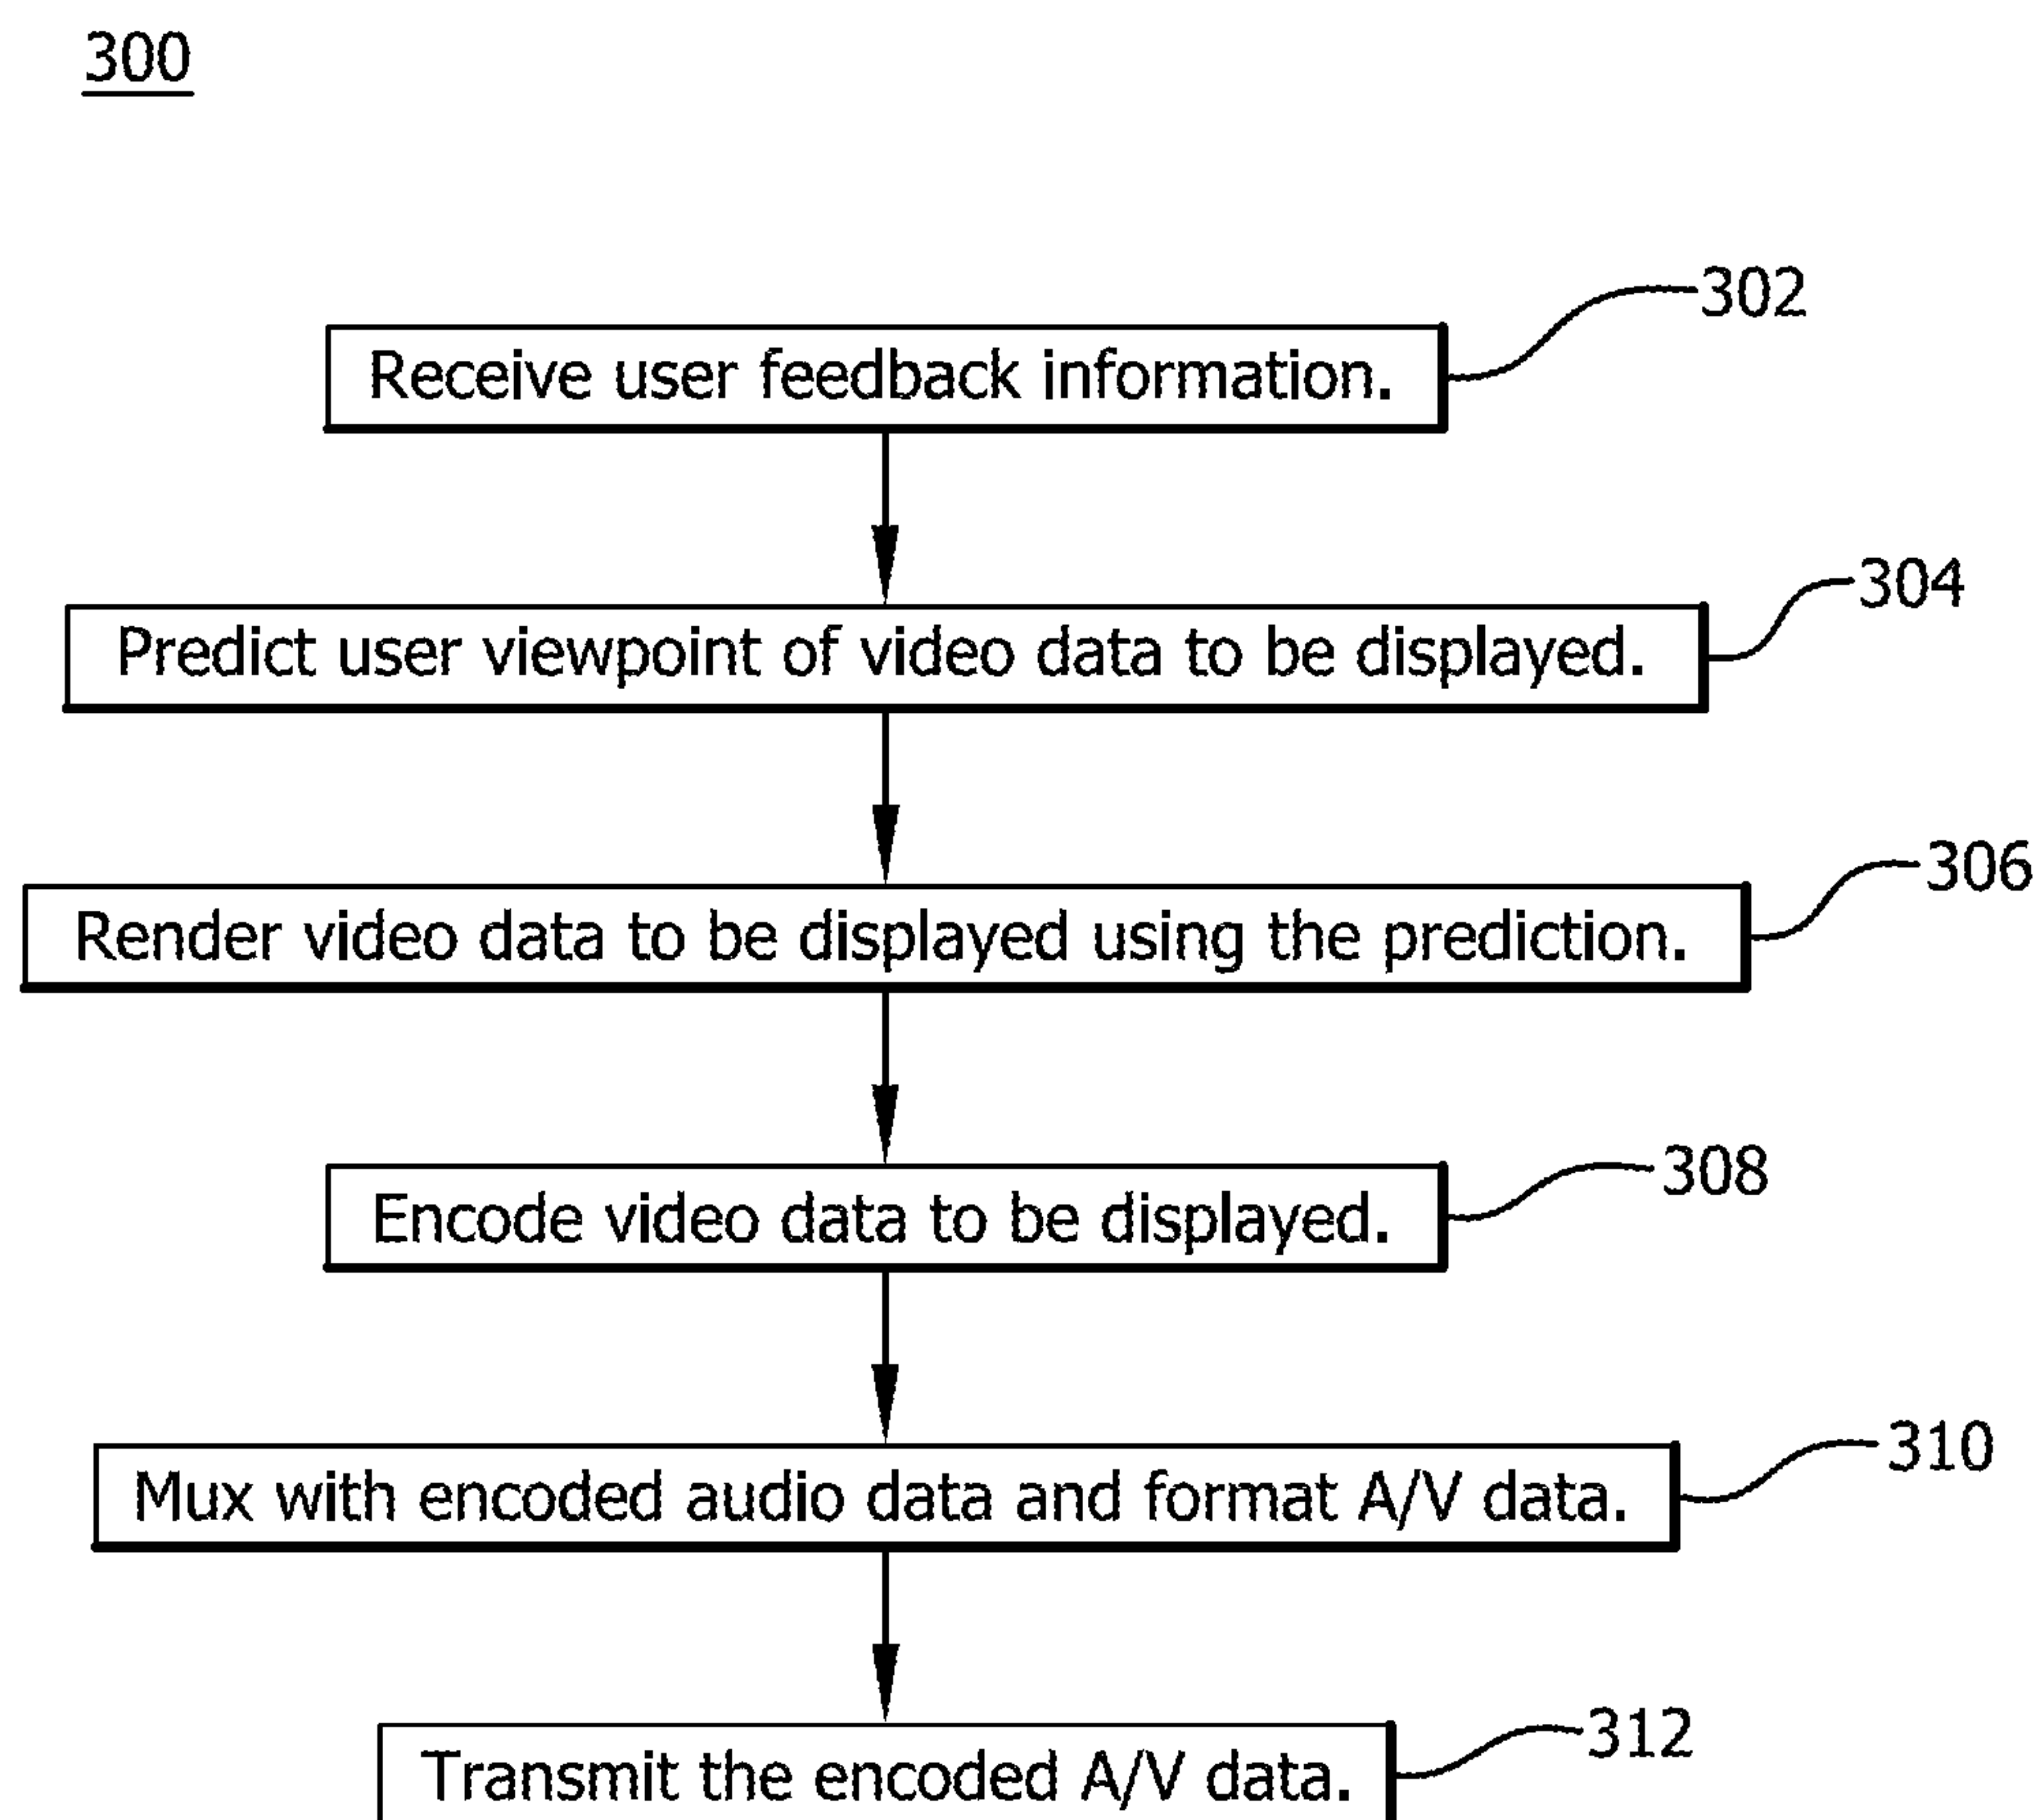 300
302
Receive user feedback information.
304
Predict user viewpoint of video data to be displayed.
306
Render video data to be displayed using the prediction.
308
Encode video data to be displayed.
310
Mux with encoded audio data and format A/V data.
312
Transmit the encoded A/V data.